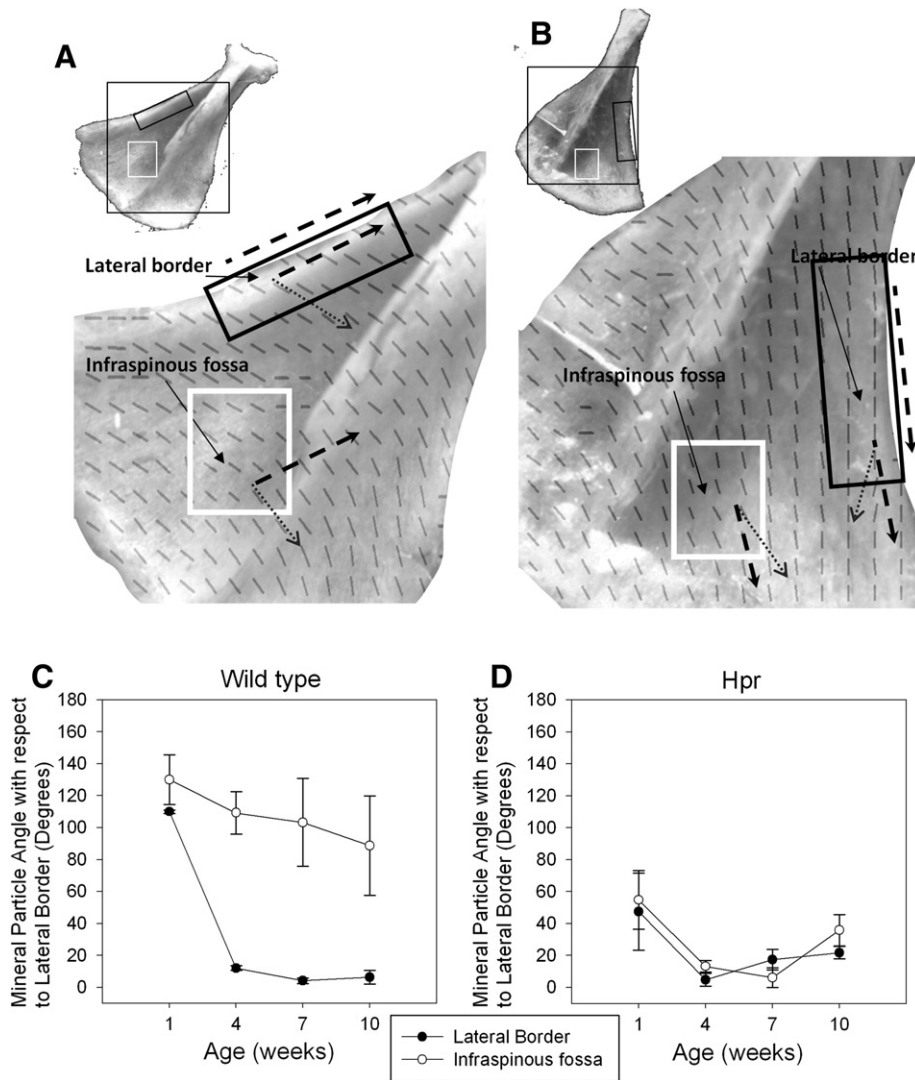 A
B
Lateral border
Infraspinous fossa
Lateral border
Infraspinous fossa
C
Wild type
Mineral Particle Angle with respect
to Lateral Border (Degrees)
180
160
140
120
100
80
60
40
20
0
1
4
7
10
Age (weeks)
D
Hpr
Mineral Particle Angle with respect
to Lateral Border (Degrees)
180
160
140
120
100
80
60
40
20
0
1
4
7
10
Age (weeks)
Lateral Border
Infraspinous fossa